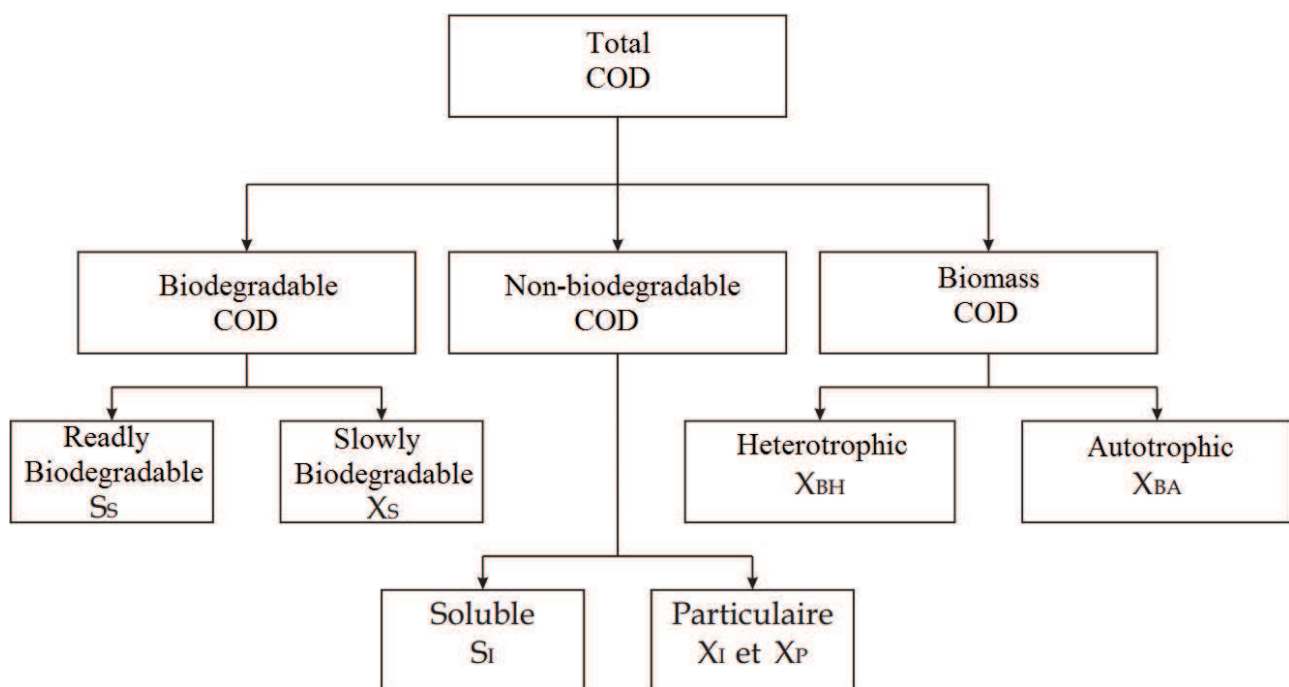 Total
COD
Biodegradable
COD
Non-biodegradable
COD
Biomass
COD
Readly
Biodegradable
SS
Slowly
Biodegradable
XS
Heterotrophic
XBH
Autotrophic
XBA
Soluble
SI
Particulaire
XI et XP